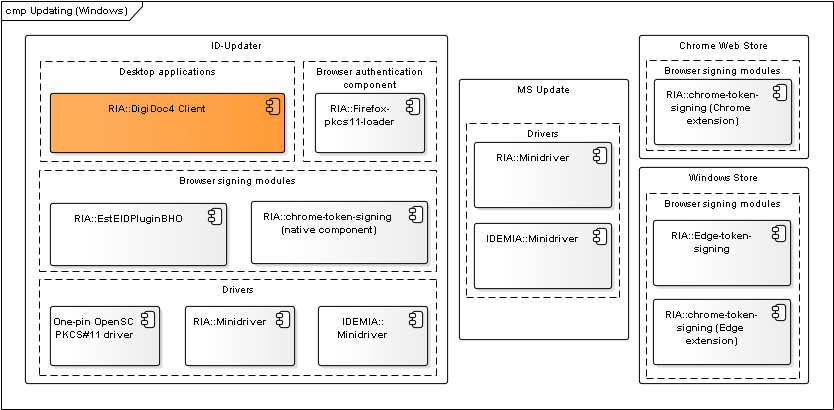 cmp Updating (Windows)
ID-Updater
Desktop applications
RIA::DigiDoc4 Client
Browser authentication
component
RIA::Firefox-
pkcs11-loader
Browser signing modules
RIA::EstEIDPluginBHO
RIA::chrome-token-signing
(native component)
Drivers
One-pin OpenSC
PKCS#11 driver
RIA::Minidriver
IDEMIA::
Minidriver
MS Update
Drivers
RIA::Minidriver
IDEMIA::Minidriver
Chrome Web Store
Browser signing modules
RIA::chrome-token-
signing (Chrome
extension)
Windows Store
Browser signing modules
RIA::Edge-token-
signing
RIA::chrome-token-
signing (Edge
extension)